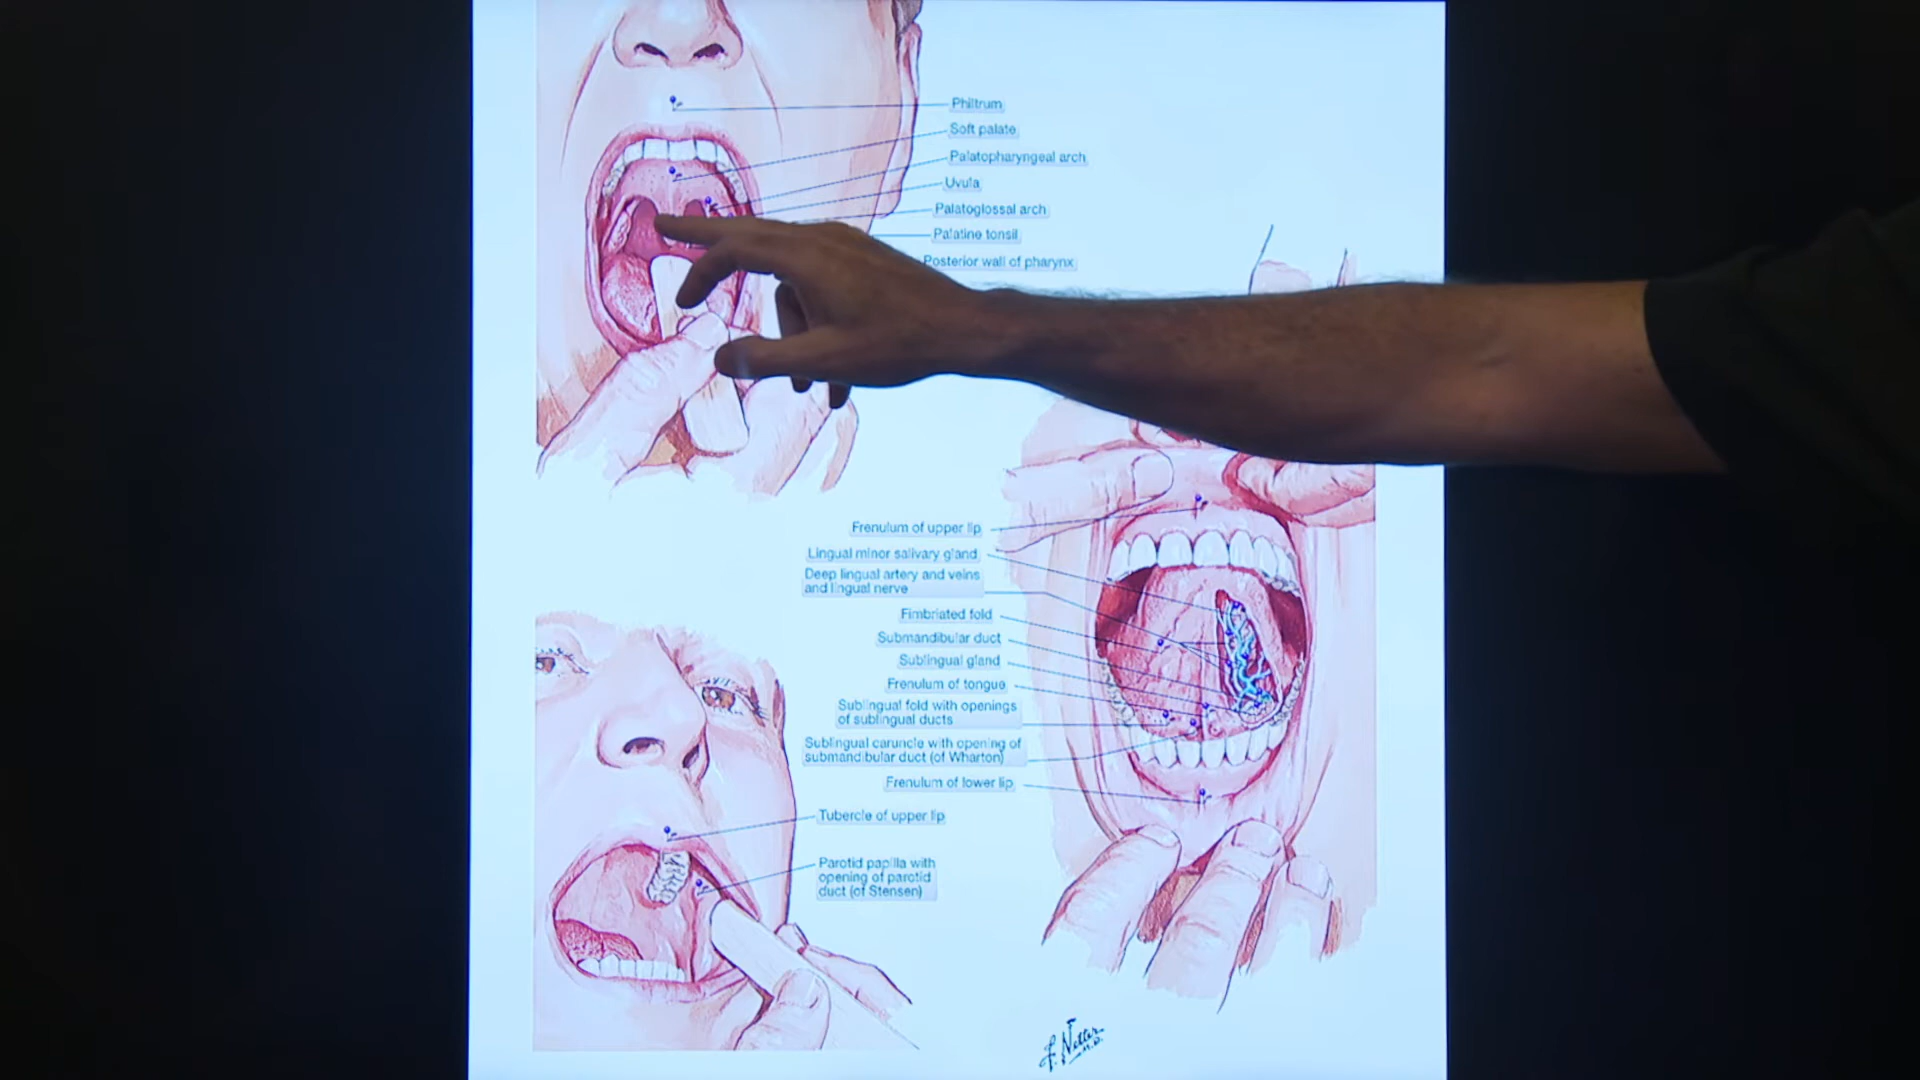 Philtrum
Soft palate
Palatopharyngeal arch
Uvula
Palatoglossal arch
Palatine tonsil
Posterior wall of pharynx
Frenulum of upper lip
Lingual minor salivary gland
Deep lingual artery and veins
and lingual nerve
Fimbriated fold
Submandibular duct
Sublingual gland
Frenulum of tongue
Sublingual fold with openings
of sublingual ducts
Sublingual caruncle with opening of
submandibular duct (of Wharton)
Frenulum of lower lip
Tubercle of upper lip
Parotid papilla with
opening of parotid
duct (of Stensen)
F. Netter
M.D.